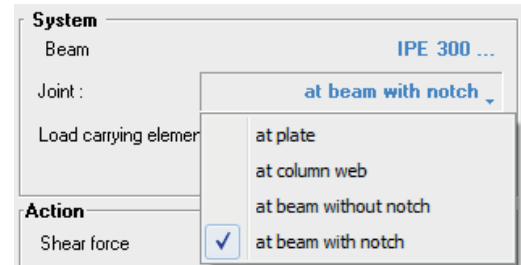 System
Beam IPE 300 ...
Joint : at beam with notch
Load carrying elemer
at plate
at column web
at beam without notch
Action
Shear force
at beam with notch